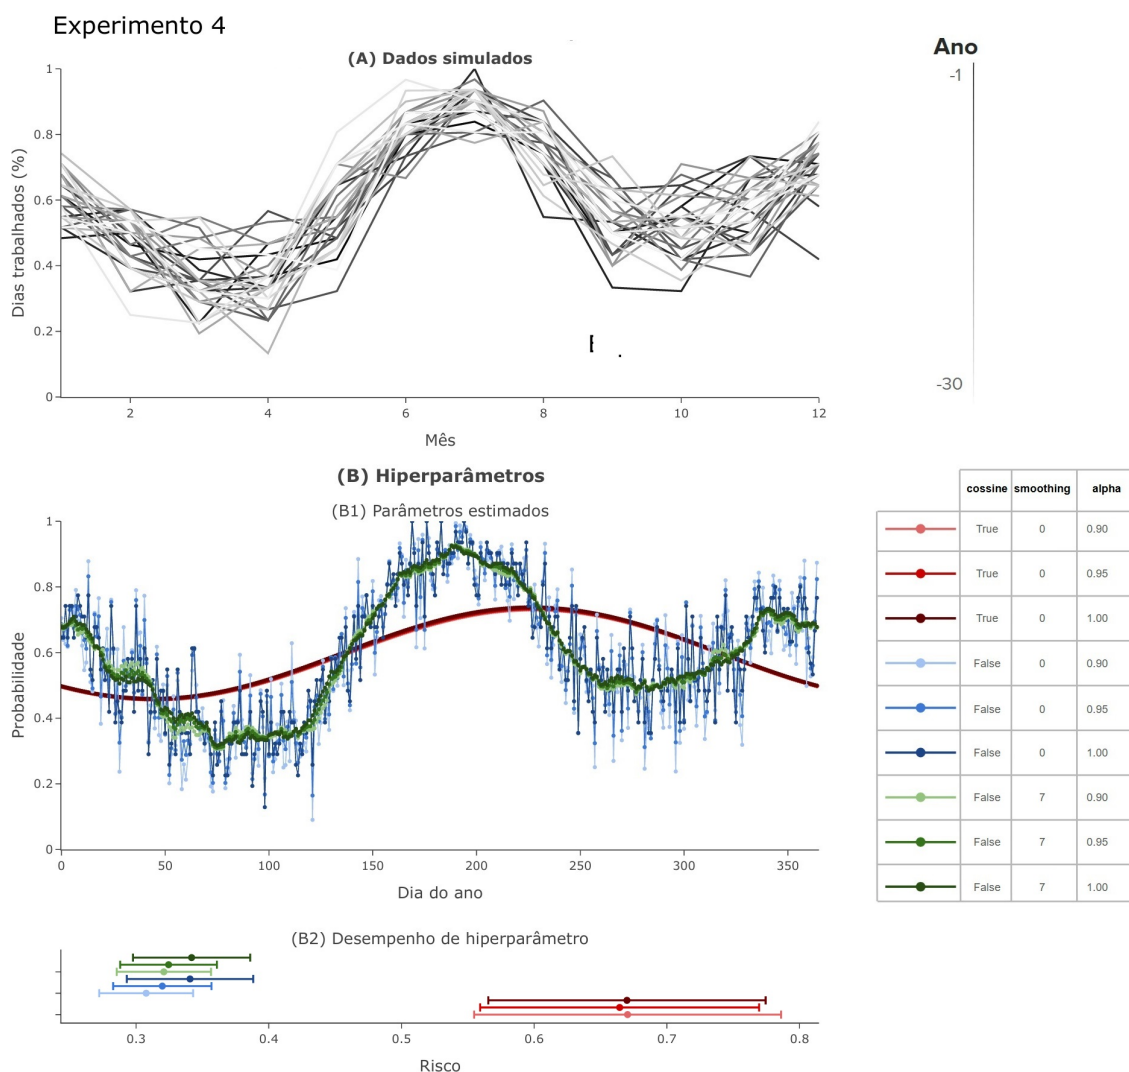 Experimento 4
(A) Dados simulados
Ano
-1
-30
1
0.8
0.6
0.4
0.2
0
Dias trabalhados (%)
2
4
6
8
10
12
Mês
(B) Hiperparâmetros
(B1) Parâmetros estimados
1
0.8
0.6
0.4
0.2
0
Probabilidade
0
50
100
150
200
250
300
350
Dia do ano
cossine smoothing alpha
True 0 0.90
True 0 0.95
True 0 1.00
False 0 0.90
False 0 0.95
False 0 1.00
False 7 0.90
False 7 0.95
False 7 1.00
(B2) Desempenho de hiperparâmetro
0.3
0.4
0.5
0.6
0.7
0.8
Risco